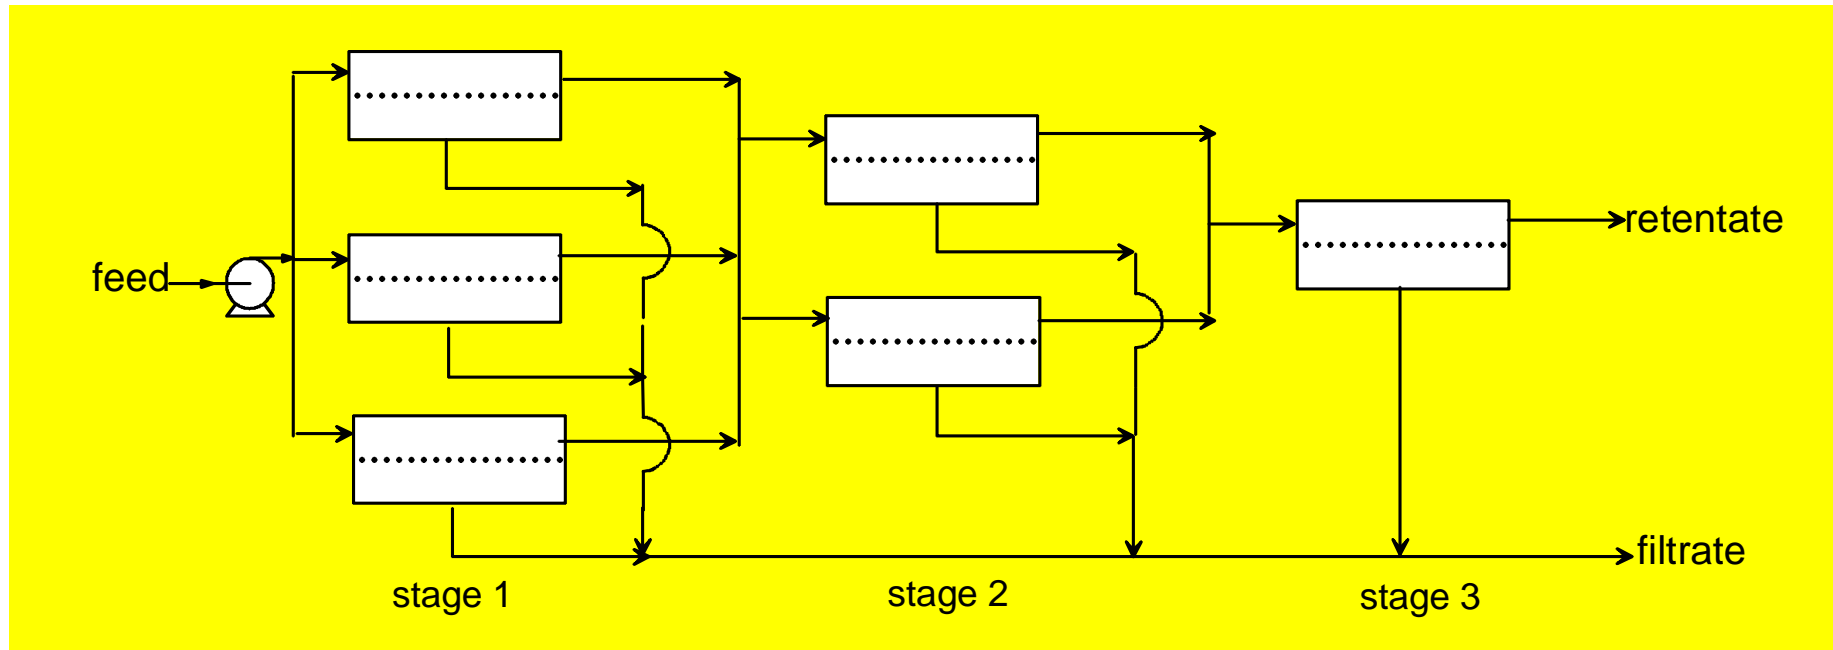 feed
retentate
filtrate
stage 1
stage 2
stage 3